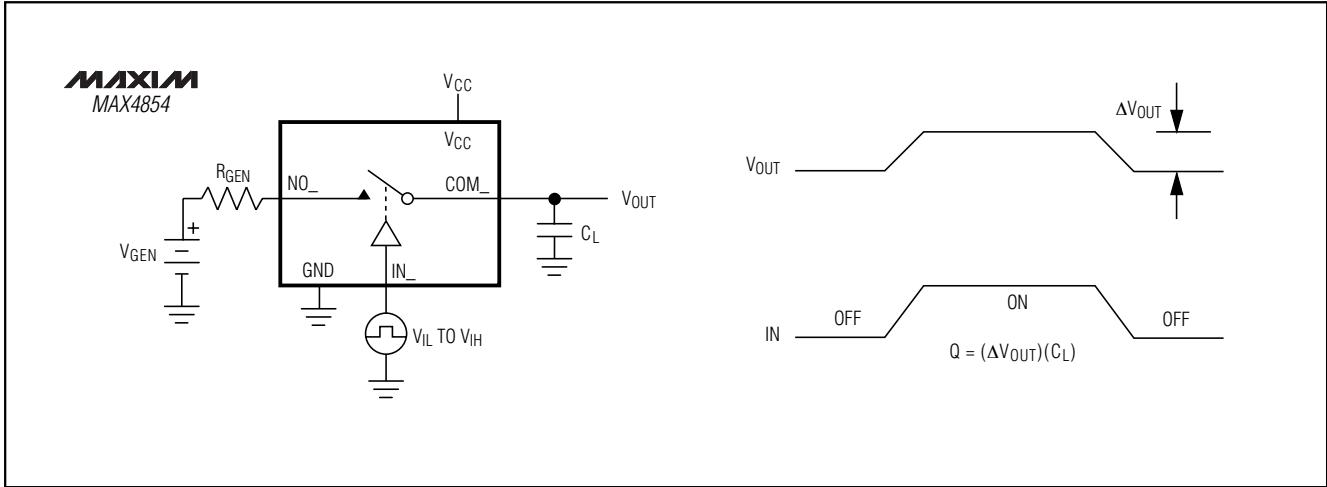 MAXIM
MAX4854
VCC
VCC
RGEN
NO_
COM_
VOUT
CL
+
VGEN
GND
IN_
VIL TO VIH
ΔVOUT
VOUT
IN
OFF
ON
OFF
Q = (ΔVOUT)(CL)